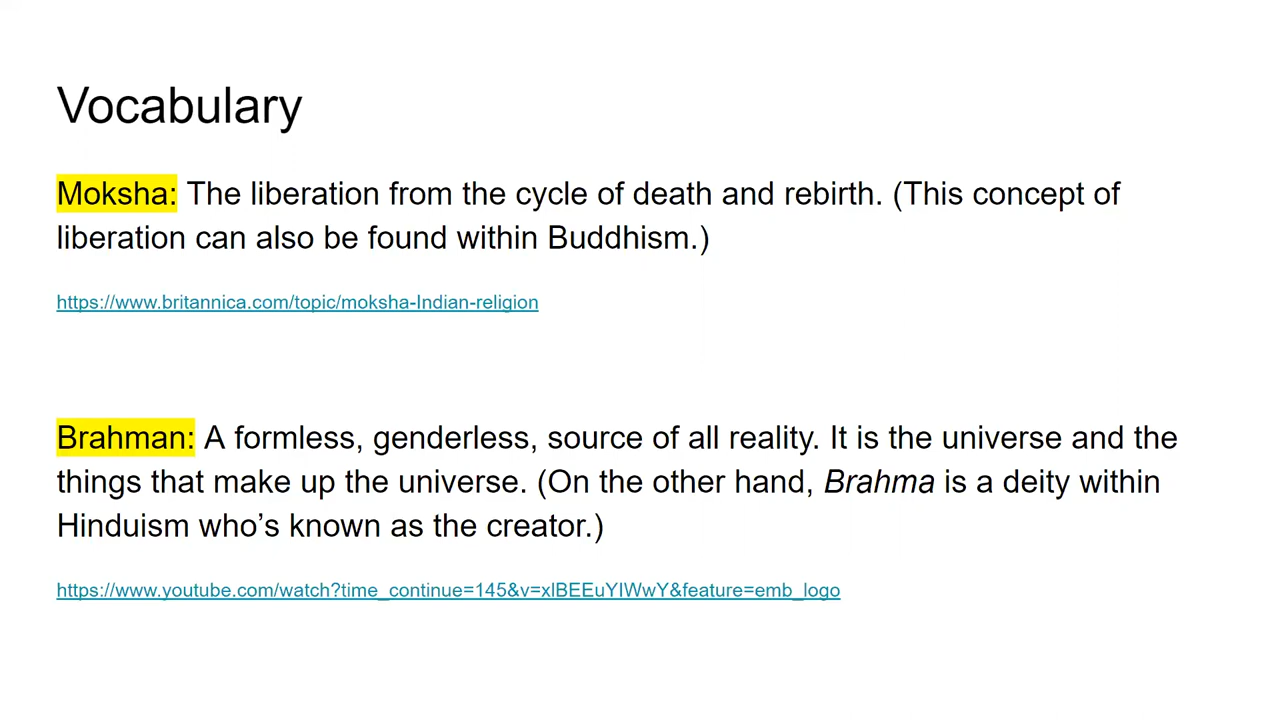 Vocabulary
Moksha: The liberation from the cycle of death and rebirth. (This concept of
liberation can also be found within Buddhism.)
https://www.britannica.com/topic/moksha-Indian-religion
Brahman: A formless, genderless, source of all reality. It is the universe and the
things that make up the universe. (On the other hand, Brahma is a deity within
Hinduism who’s known as the creator.)
https://www.youtube.com/watch?time_continue=145&v=xlBEEuYIWwY&feature=emb_logo